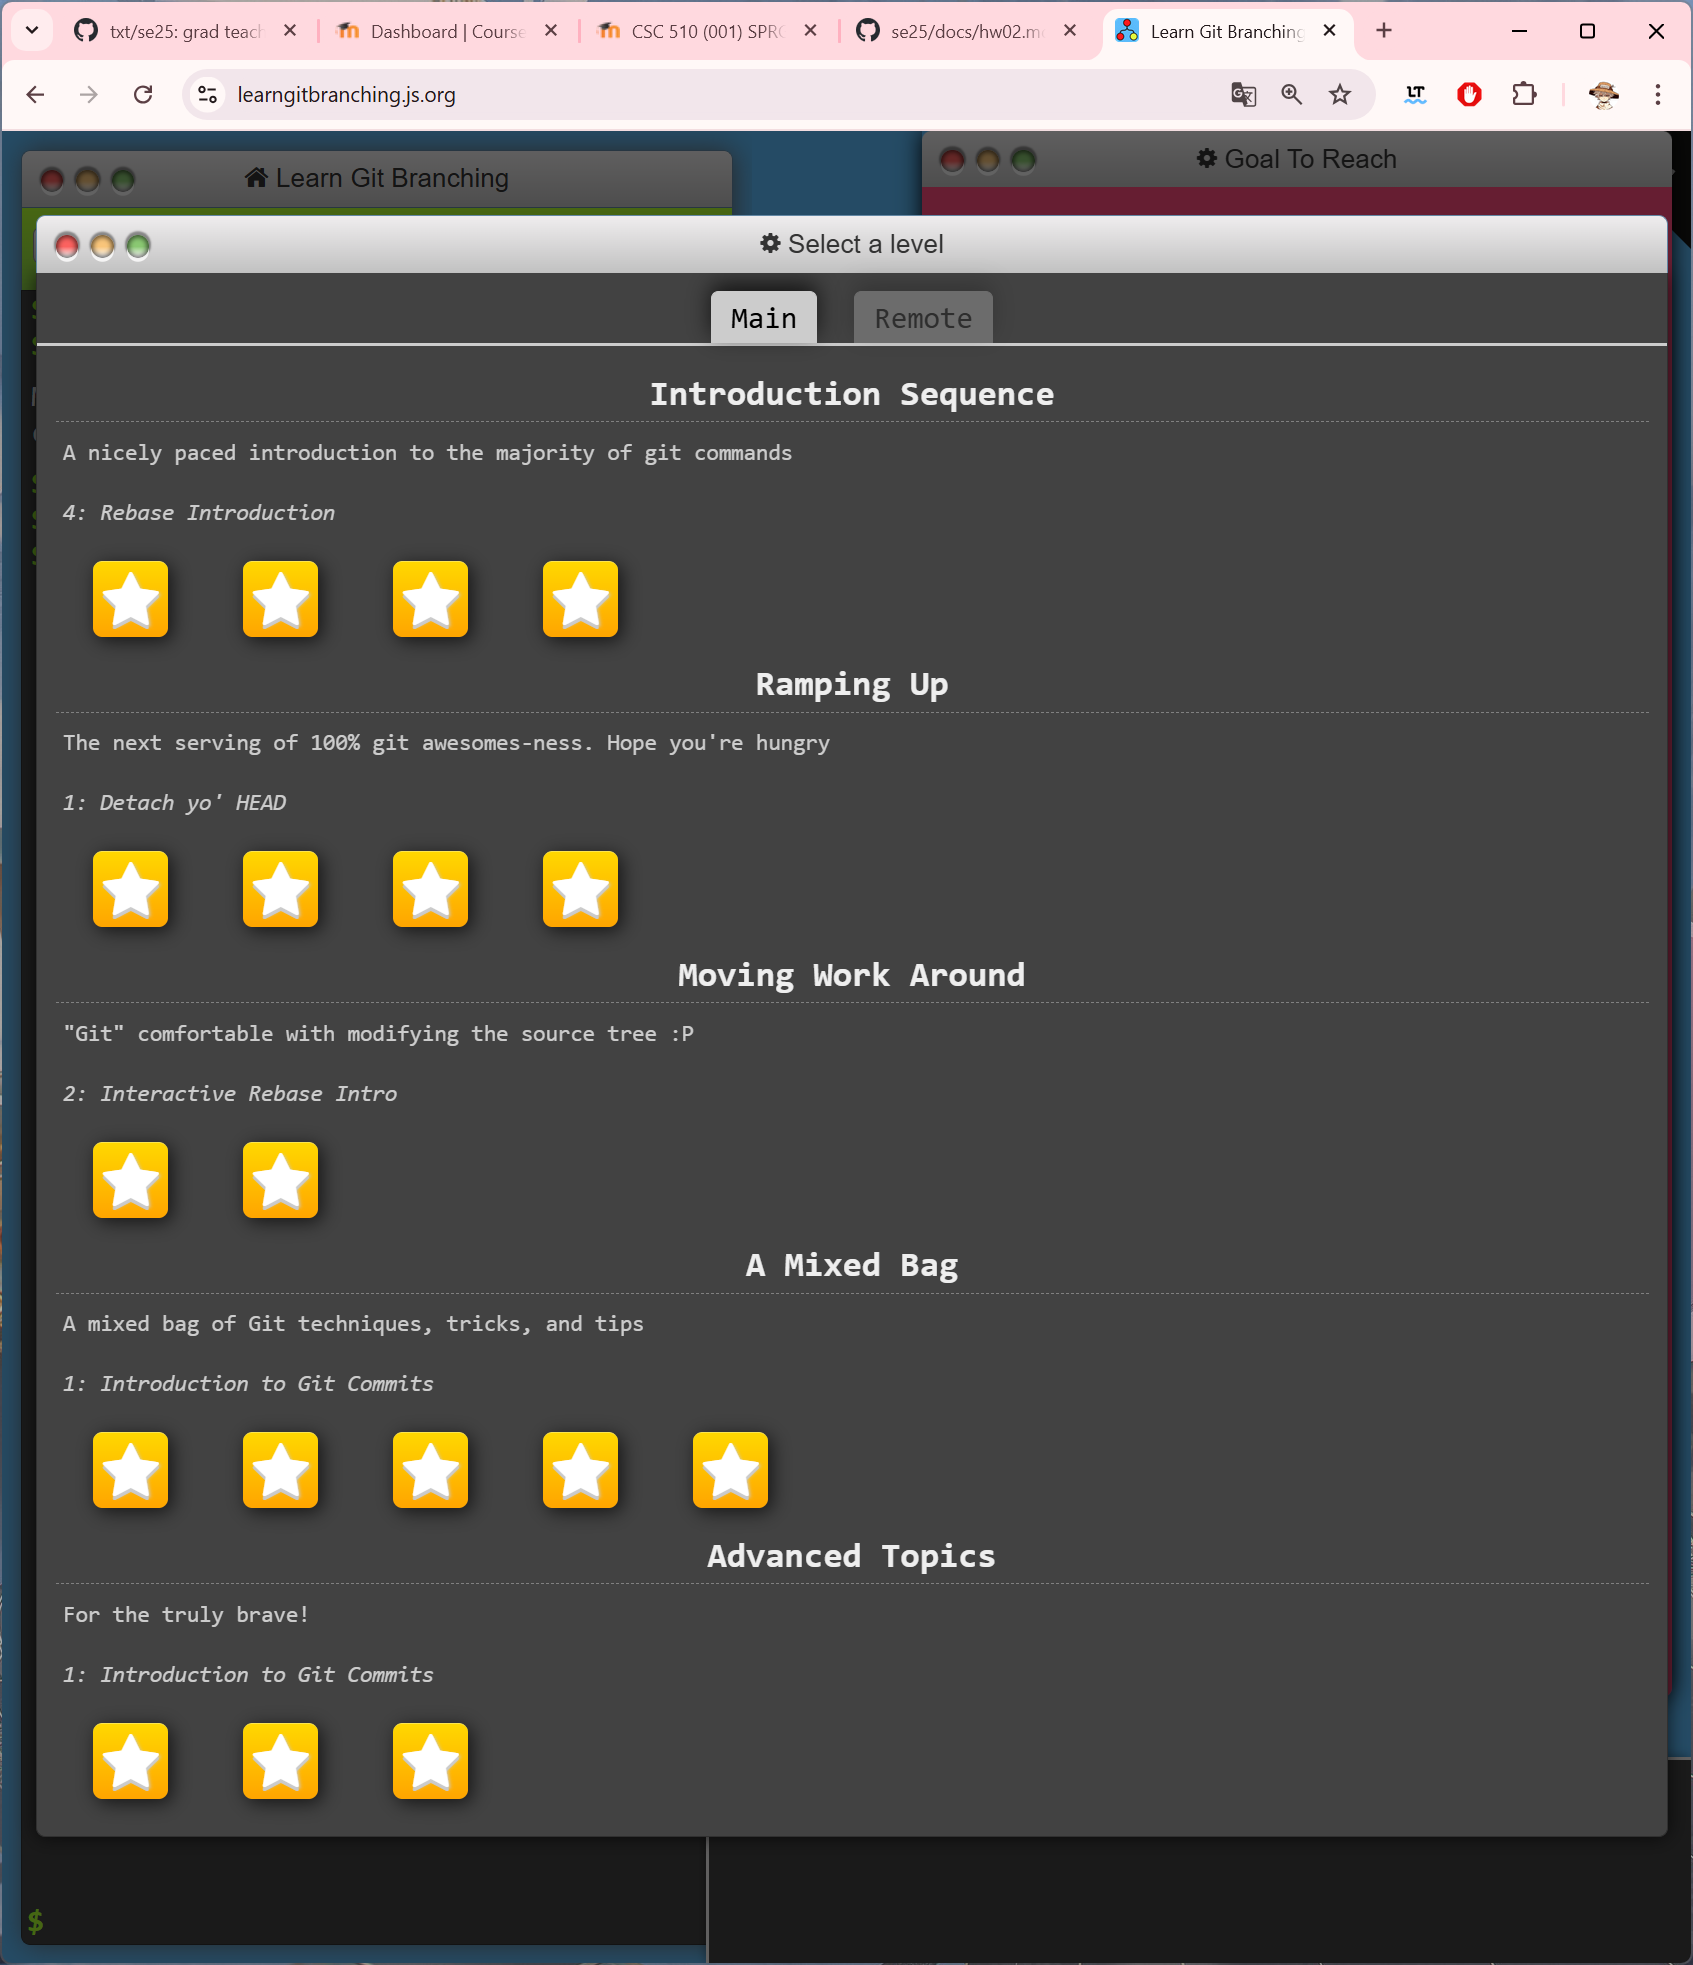 txt/se25: grad teach
Dashboard | Course
CSC 510 (001) SPRG
se25/docs/hw02.m
Learn Git Branching
learngitbranching.js.org
LT
Learn Git Branching
Goal To Reach
Select a level
Main
Remote
Introduction Sequence
A nicely paced introduction to the majority of git commands
4: Rebase Introduction
Ramping Up
The next serving of 100% git awesomes-ness. Hope you're hungry
1: Detach yo' HEAD
Moving Work Around
"Git" comfortable with modifying the source tree :P
2: Interactive Rebase Intro
A Mixed Bag
A mixed bag of Git techniques, tricks, and tips
1: Introduction to Git Commits
Advanced Topics
For the truly brave!
1: Introduction to Git Commits
$